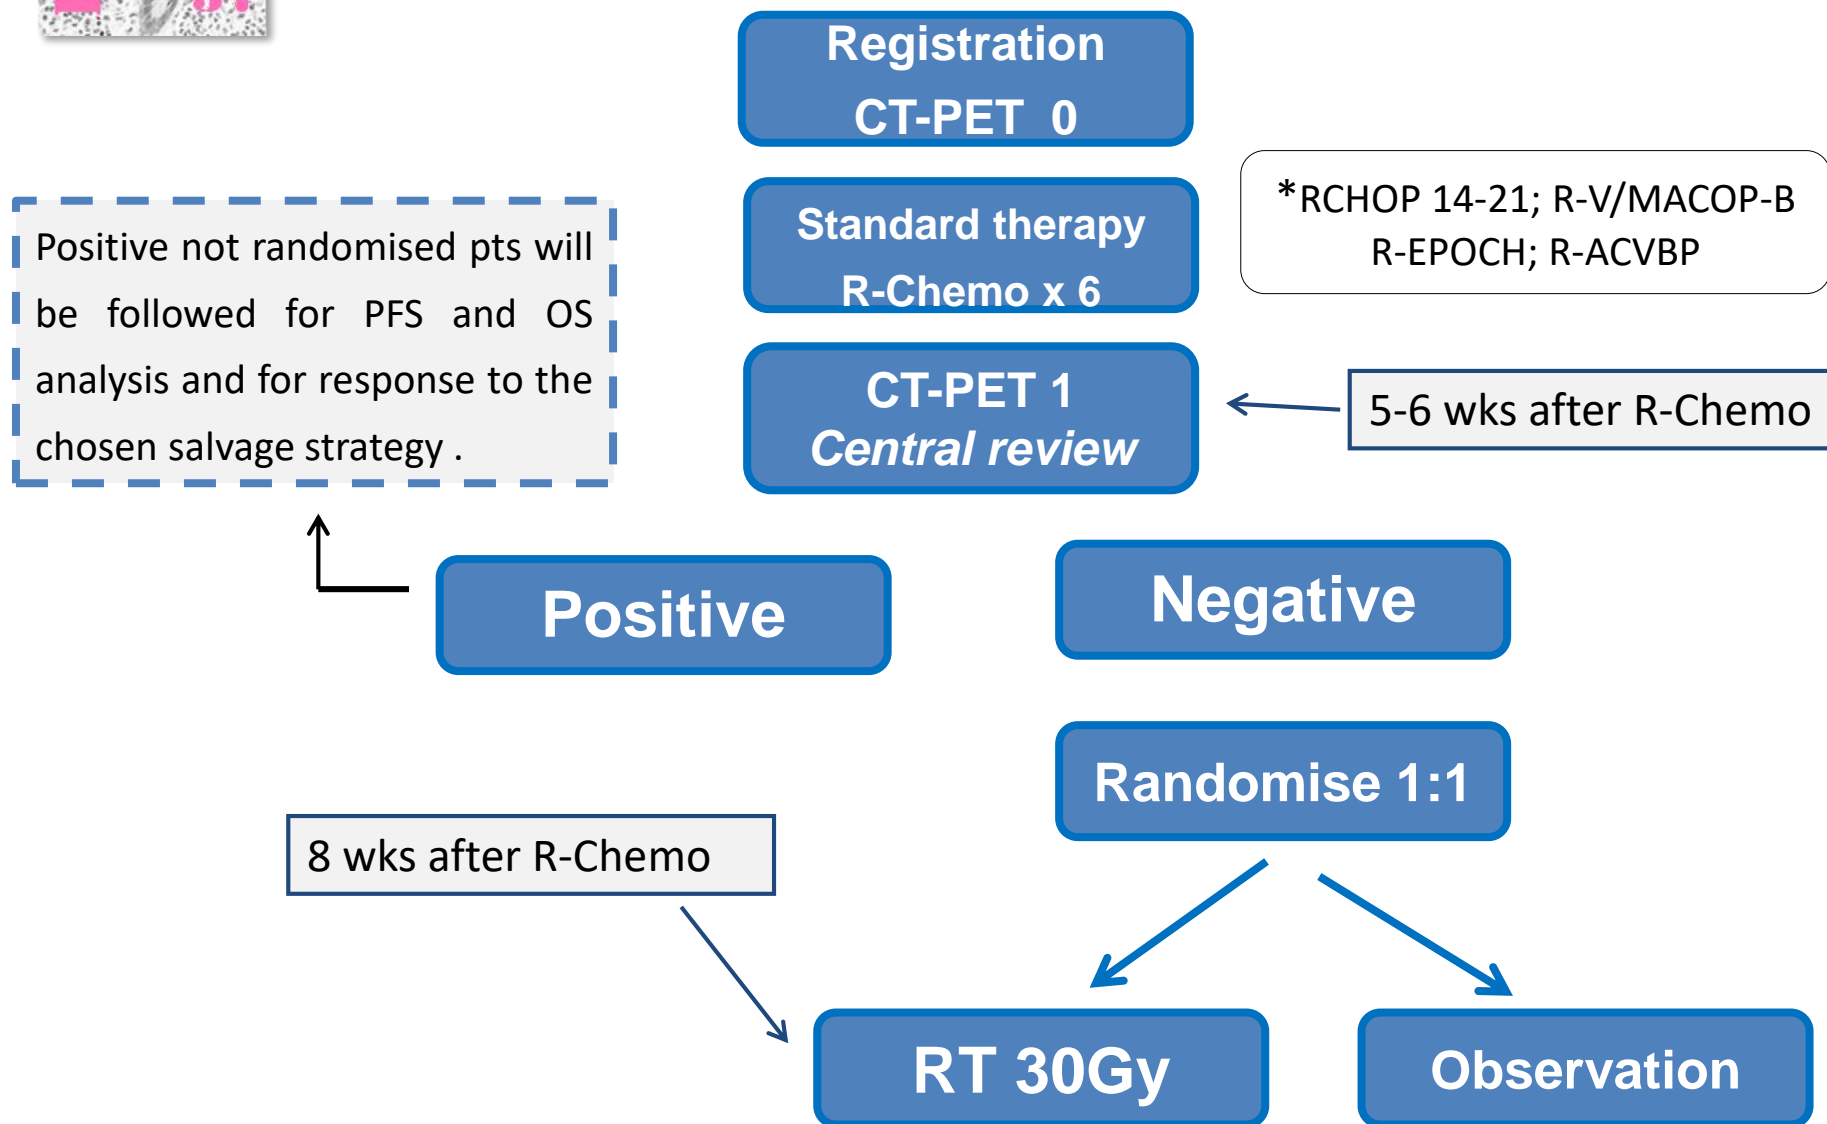 Registration
CT-PET 0
*RCHOP 14-21; R-V/MACOP-B
R-EPOCH; R-ACVBP
Standard therapy
R-Chemo x 6
Positive not randomised pts will
be followed for PFS and OS
analysis and for response to the
chosen salvage strategy .
CT-PET 1
Central review
5-6 wks after R-Chemo
Positive
Negative
Randomise 1:1
8 wks after R-Chemo
RT 30Gy
Observation